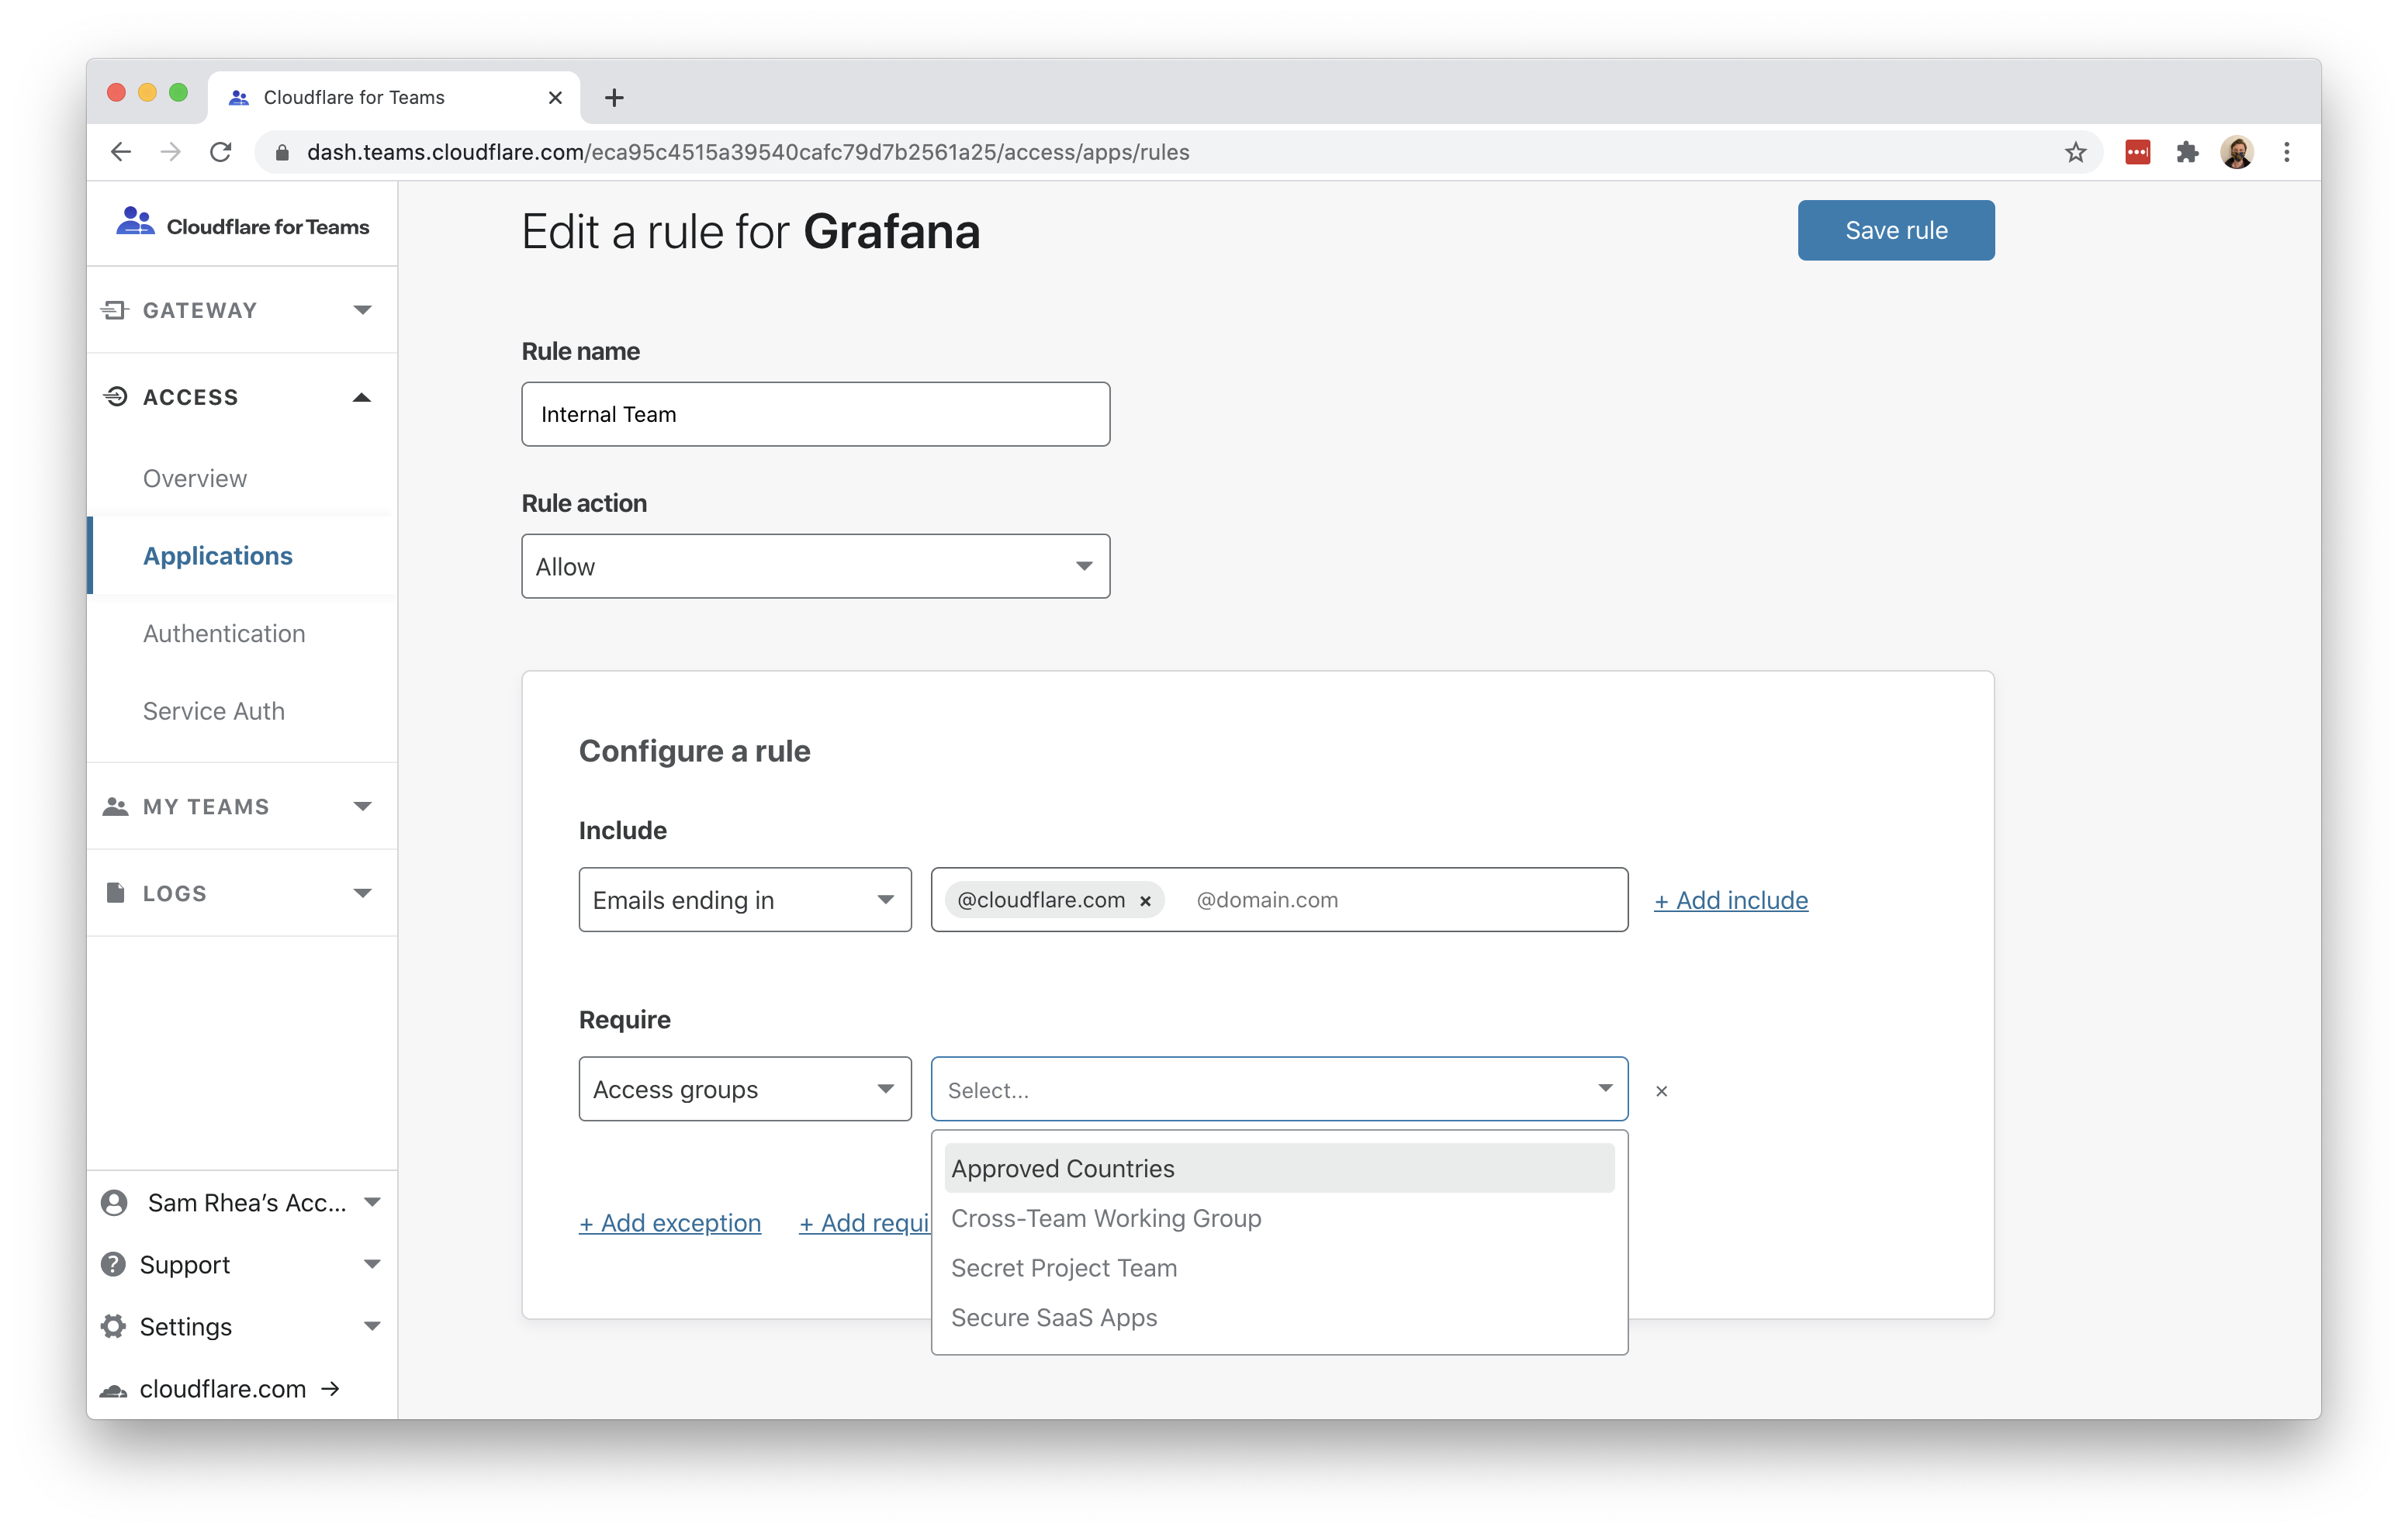 Cloudflare for Teams
dash.teams.cloudflare.com/eca95c4515a39540cafc79d7b2561a25/access/apps/rules
Cloudflare for Teams
GATEWAY
ACCESS
Overview
Applications
Authentication
Service Auth
MY TEAMS
LOGS
Sam Rhea’s Acc...
Support
Settings
cloudflare.com →
Edit a rule for Grafana
Save rule
Rule name
Internal Team
Rule action
Allow
Configure a rule
Include
Emails ending in
@cloudflare.com × @domain.com
+ Add include
Require
Access groups
Select...
×
Approved Countries
Cross-Team Working Group
Secret Project Team
Secure SaaS Apps
+ Add exception
+ Add requi